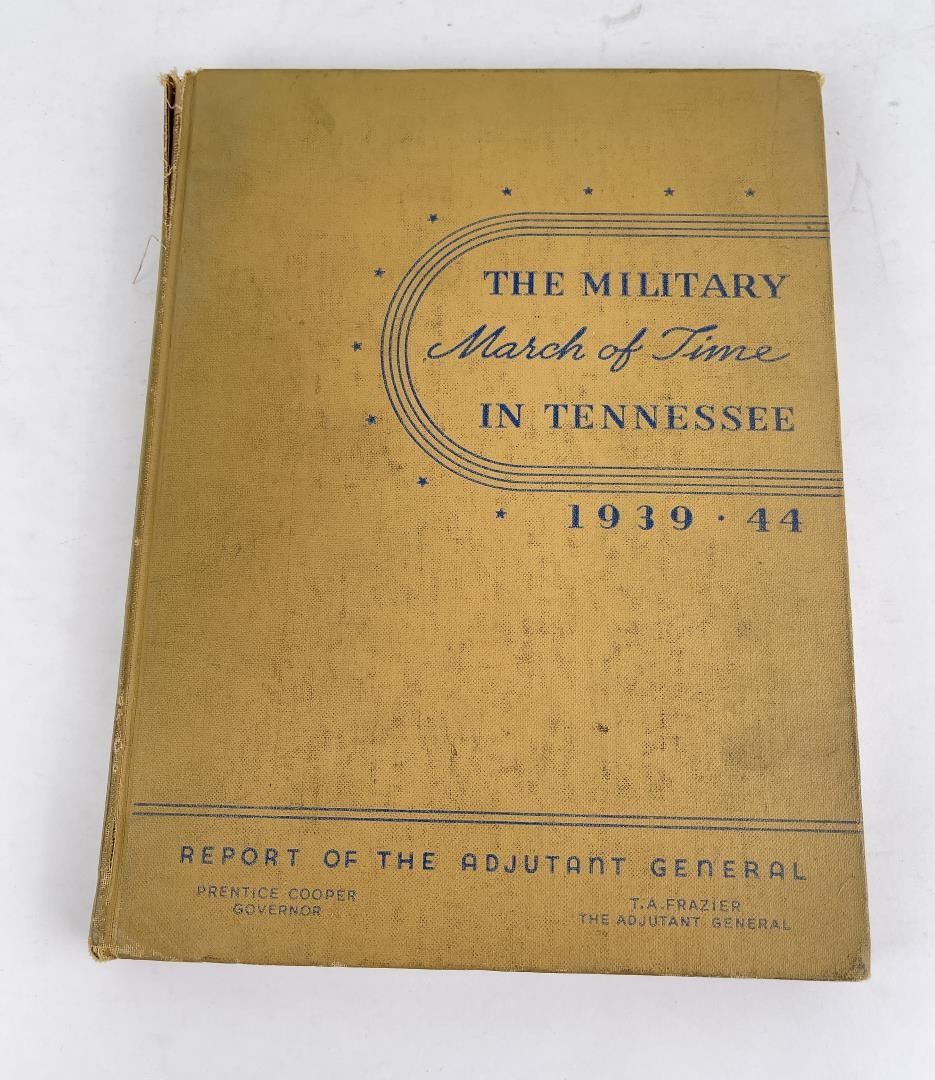 THE MILITARY
March of Time
IN TENNESSEE
1939 · 44
REPORT OF THE ADJUTANT GENERAL
PRENTICE COOPER
GOVERNOR
T. A. FRAZIER
THE ADJUTANT GENERAL